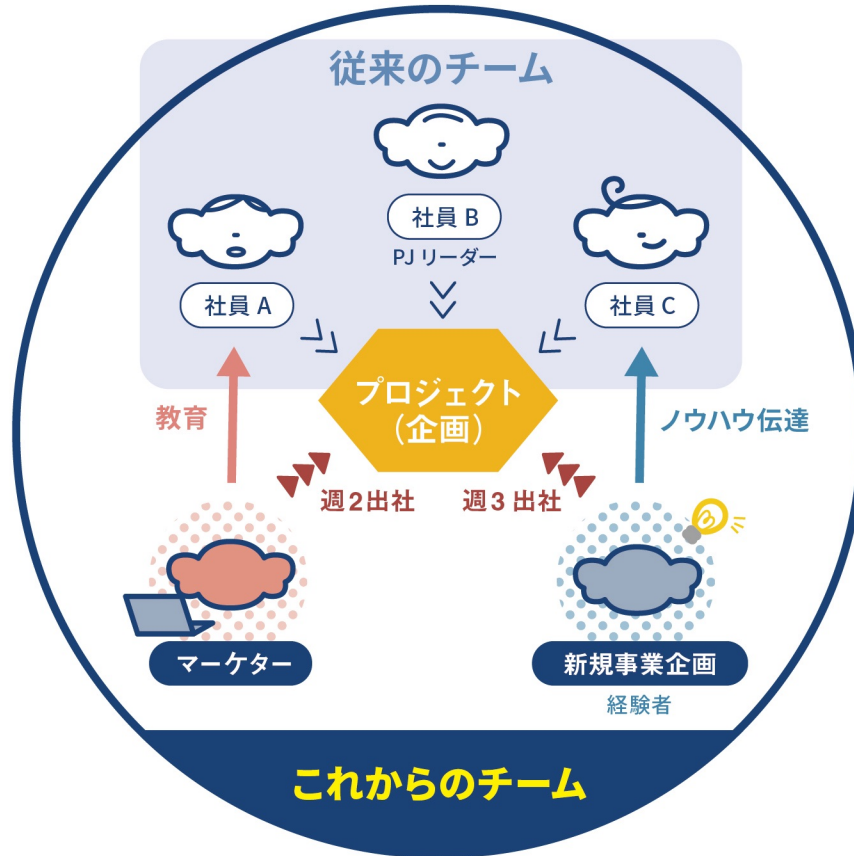 従来のチーム
社員 B
PJ リーダー
社員 A
社員 C
プロジェクト
（企画）
教育
ノウハウ伝達
週2出社
週3出社
マーケター
新規事業企画
経験者
これからのチーム